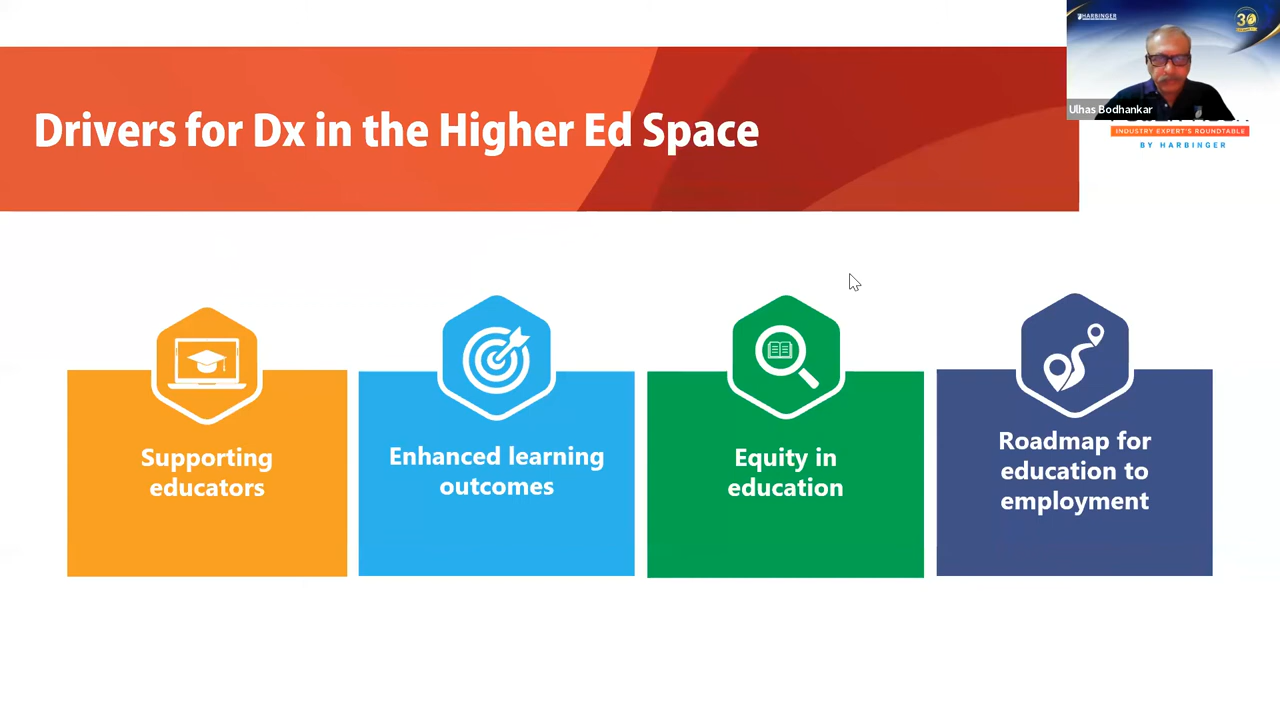 HARBINGER
30
Ulhas Bodhankar
Drivers for Dx in the Higher Ed Space
INDUSTRY EXPERT'S ROUNDTABLE
BY HARBINGER
Supporting
educators
Enhanced learning
outcomes
Equity in
education
Roadmap for
education to
employment